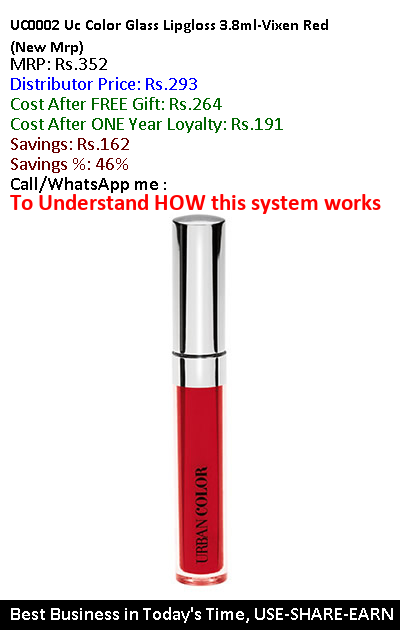 UC0002 Uc Color Glass Lipgloss 3.8ml-Vixen Red
(New Mrp)
MRP: Rs.352
Distributor Price: Rs.293
Cost After FREE Gift: Rs.264
Cost After ONE Year Loyalty: Rs.191
Savings: Rs.162
Savings %: 46%
Call/WhatsApp me :
To Understand HOW this system works
URBAN COLOR
Best Business in Today's Time, USE-SHARE-EARN